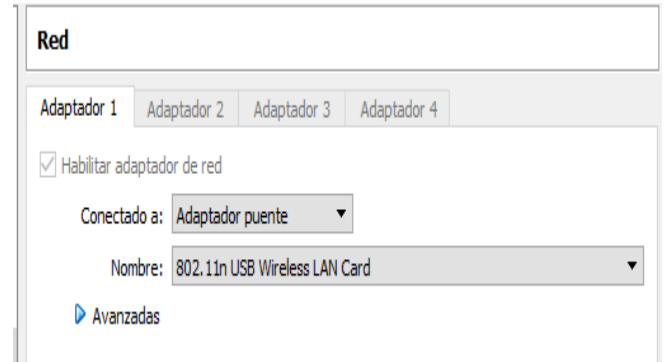 Red
Adaptador 1 Adaptador 2 Adaptador 3 Adaptador 4
Habilitar adaptador de red
Conectado a: Adaptador puente
Nombre: 802.11n USB Wireless LAN Card
Avanzadas